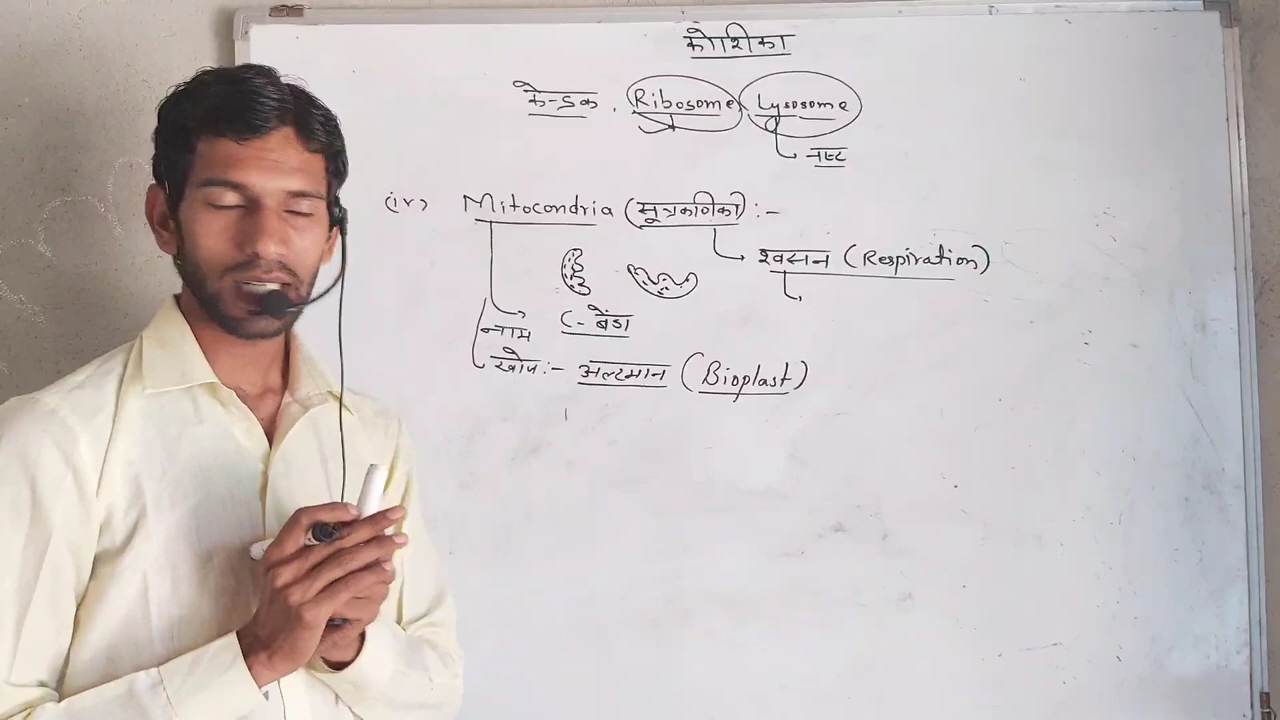 कोशिका
केन्द्रक, Ribosome, Lysosome
नष्ट
(iv) Mitocondria (सूत्रकणिका) :-
श्वसन (Respiration)
नाम C-बेंडा
खोज :- अल्टमान (Bioplast)